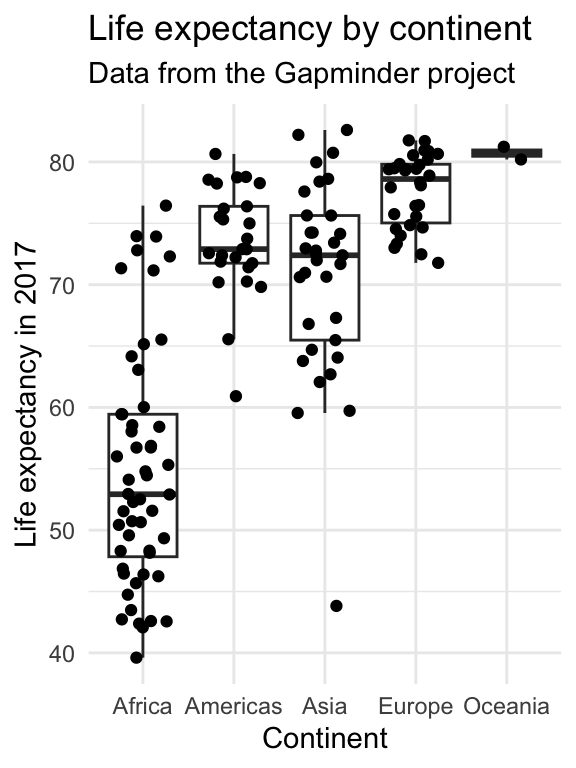 Life expectancy by continent
Data from the Gapminder project
Life expectancy in 2017
80
70
60
50
40
Africa Americas Asia Europe Oceania
Continent